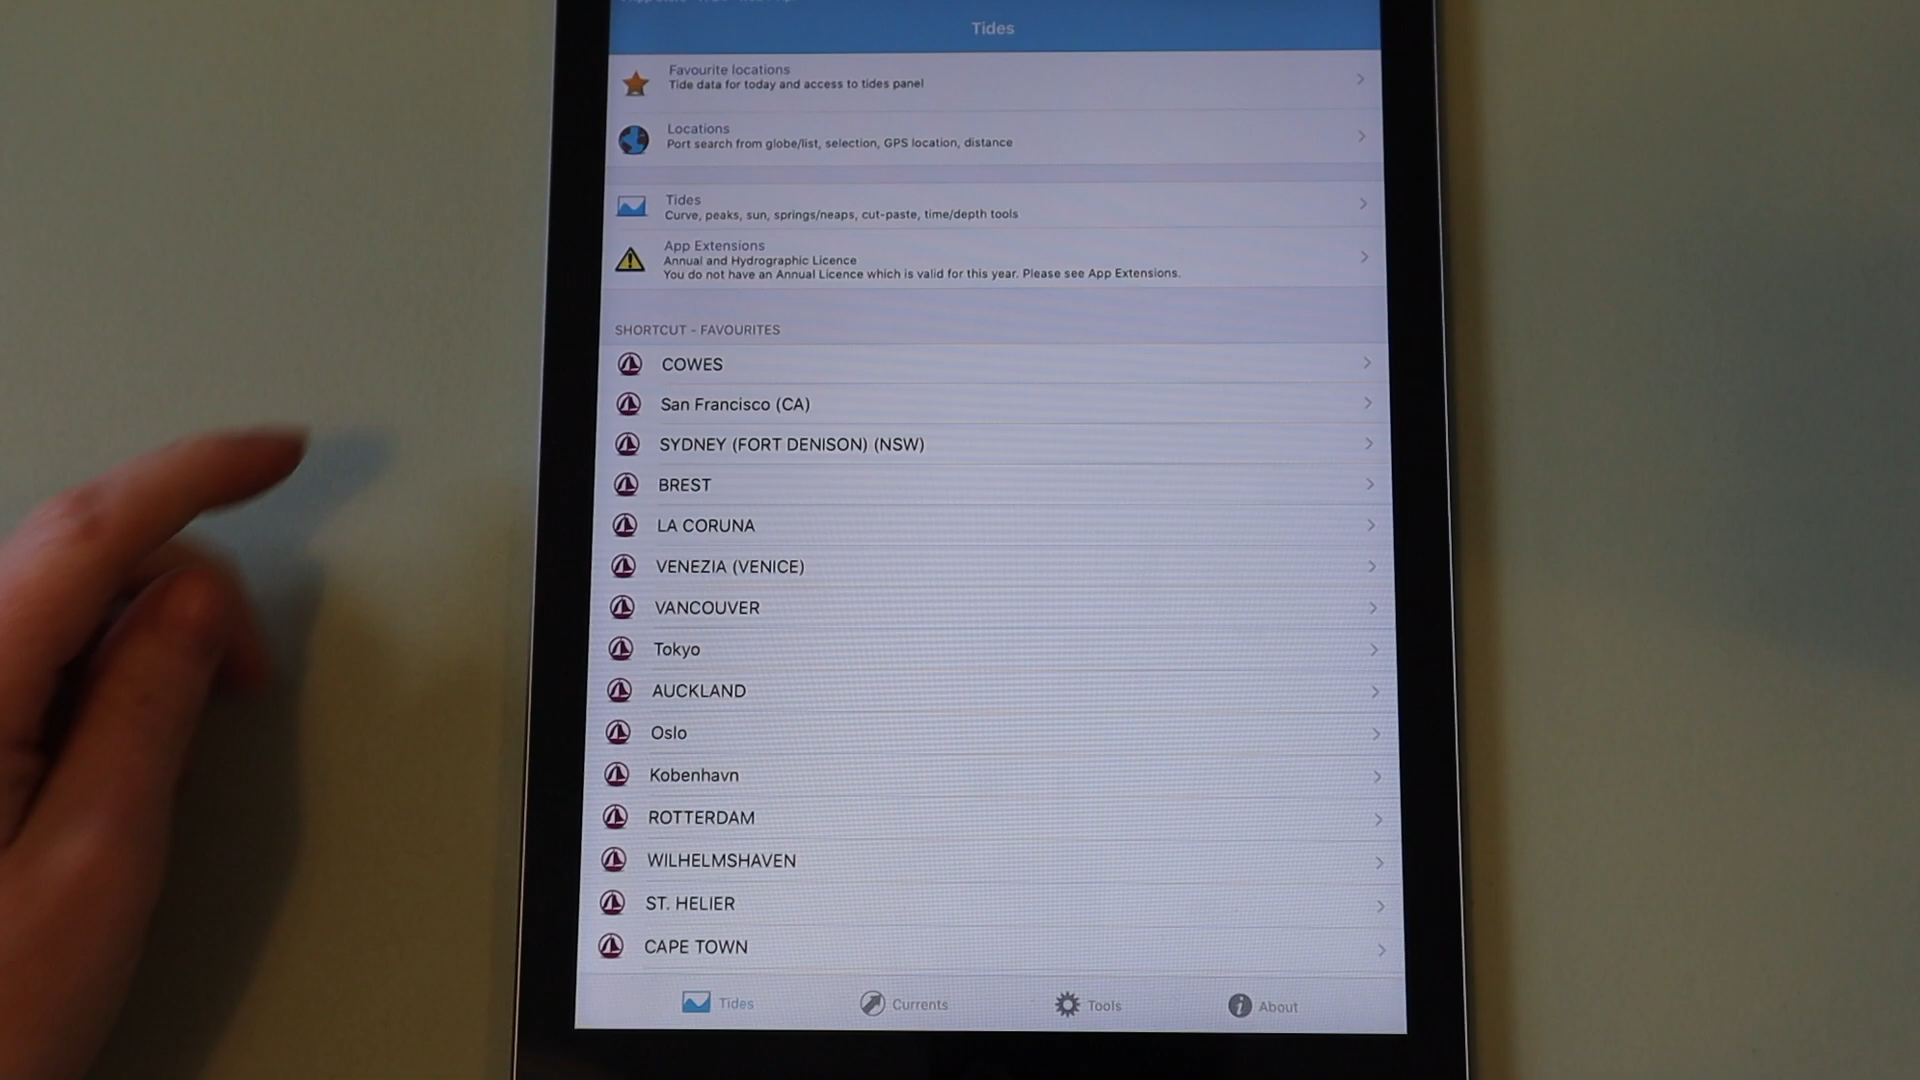 Tides
Favourite locations
Tide data for today and access to tides panel
Locations
Port search from globe/list, selection, GPS location, distance
Tides
Curve, peaks, sun, springs/neaps, cut-paste, time/depth tools
App Extensions
Annual and Hydrographic Licence
You do not have an Annual Licence which is valid for this year. Please see App Extensions.
SHORTCUT - FAVOURITES
COWES
San Francisco (CA)
SYDNEY (FORT DENISON) (NSW)
BREST
LA CORUNA
VENEZIA (VENICE)
VANCOUVER
Tokyo
AUCKLAND
Oslo
Kobenhavn
ROTTERDAM
WILHELMSHAVEN
ST. HELIER
CAPE TOWN
Tides Currents Tools About